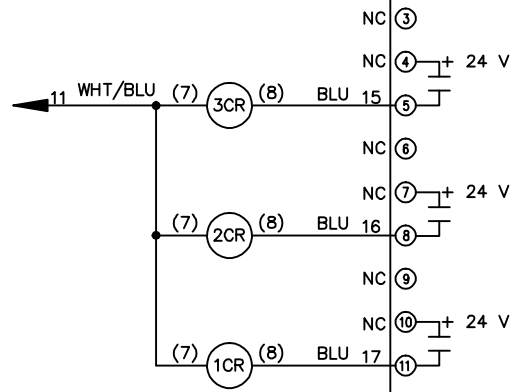 NC 3
NC 4 + 24 V
11 WHT/BLU (7) 3CR (8) BLU 15 5
NC 6
NC 7 + 24 V
(7) 2CR (8) BLU 16 8
NC 9
NC 10 + 24 V
(7) 1CR (8) BLU 17 11